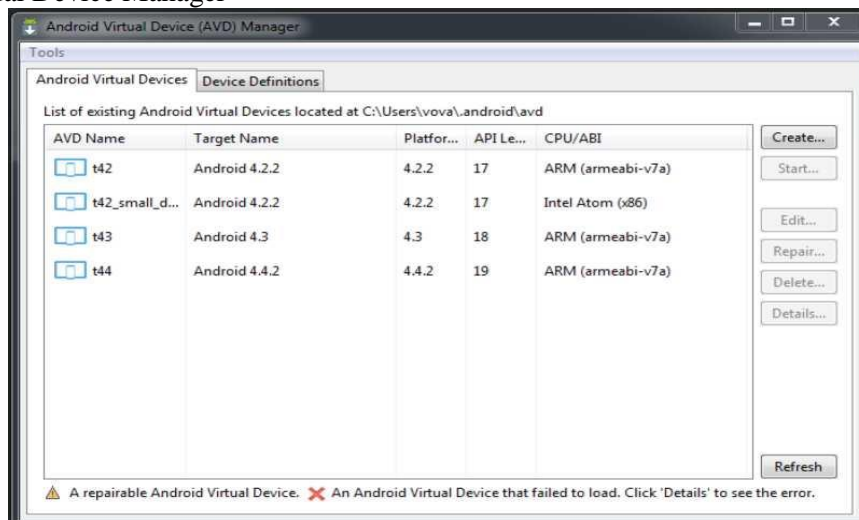 al Device Manager
Android Virtual Device (AVD) Manager
Tools
Android Virtual Devices Device Definitions
List of existing Android Virtual Devices located at C:\Users\vova\.android\avd
AVD Name Target Name Platfor... API Le... CPU/ABI Create...
t42 Android 4.2.2 4.2.2 17 ARM (armeabi-v7a) Start...
t42_small_d... Android 4.2.2 4.2.2 17 Intel Atom (x86)
Edit...
t43 Android 4.3 4.3 18 ARM (armeabi-v7a)
Repair...
t44 Android 4.4.2 4.4.2 19 ARM (armeabi-v7a)
Delete...
Details...
Refresh
A repairable Android Virtual Device. An Android Virtual Device that failed to load. Click 'Details' to see the error.